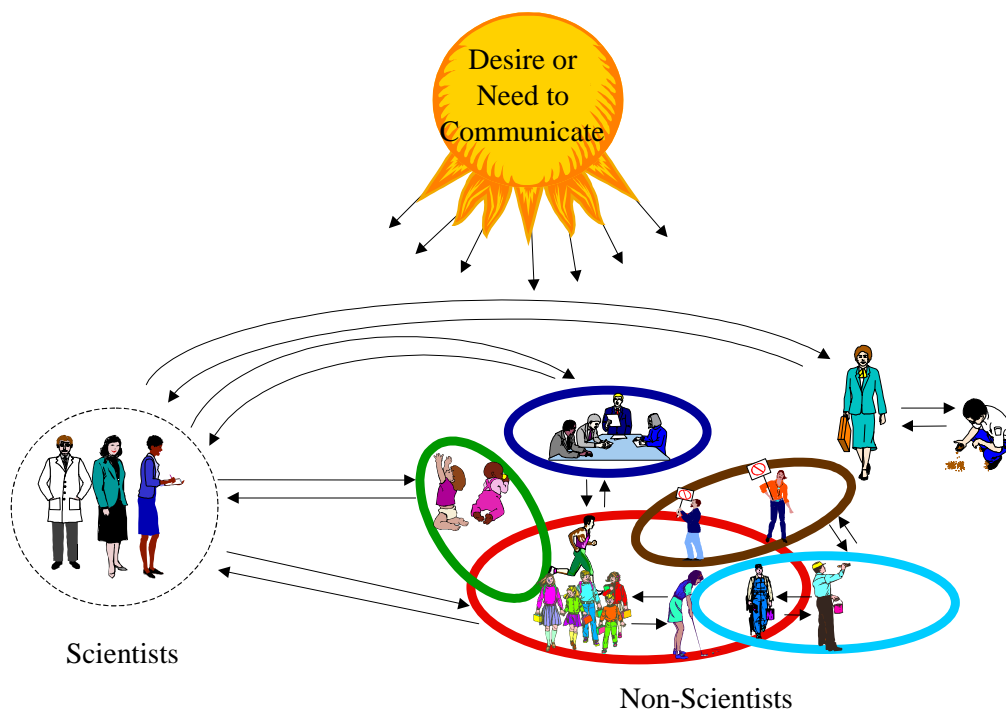 Desire or
Need to
Communicate
Scientists
Non-Scientists